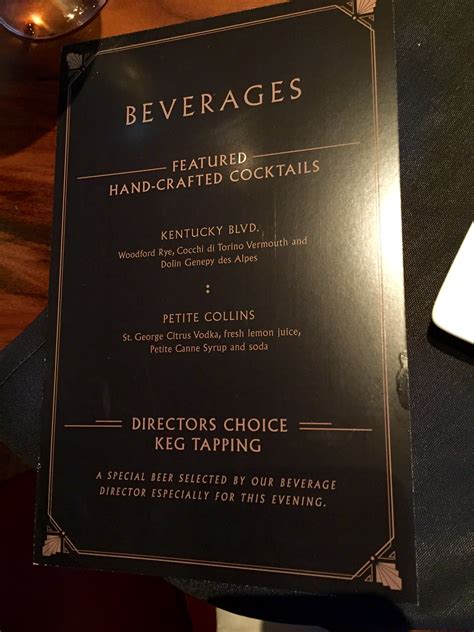 BEVERAGES
FEATURED
HAND-CRAFTED COCKTAILS
KENTUCKY BLVD.
Woodford Rye, Cocchi di Torino Vermouth and
Dolin Genepy des Alpes
:
PETITE COLLINS
St. George Citrus Vodka, fresh lemon juice,
Petite Canne Syrup and soda
DIRECTORS CHOICE
KEG TAPPING
A SPECIAL BEER SELECTED BY OUR BEVERAGE
DIRECTOR ESPECIALLY FOR THIS EVENING.